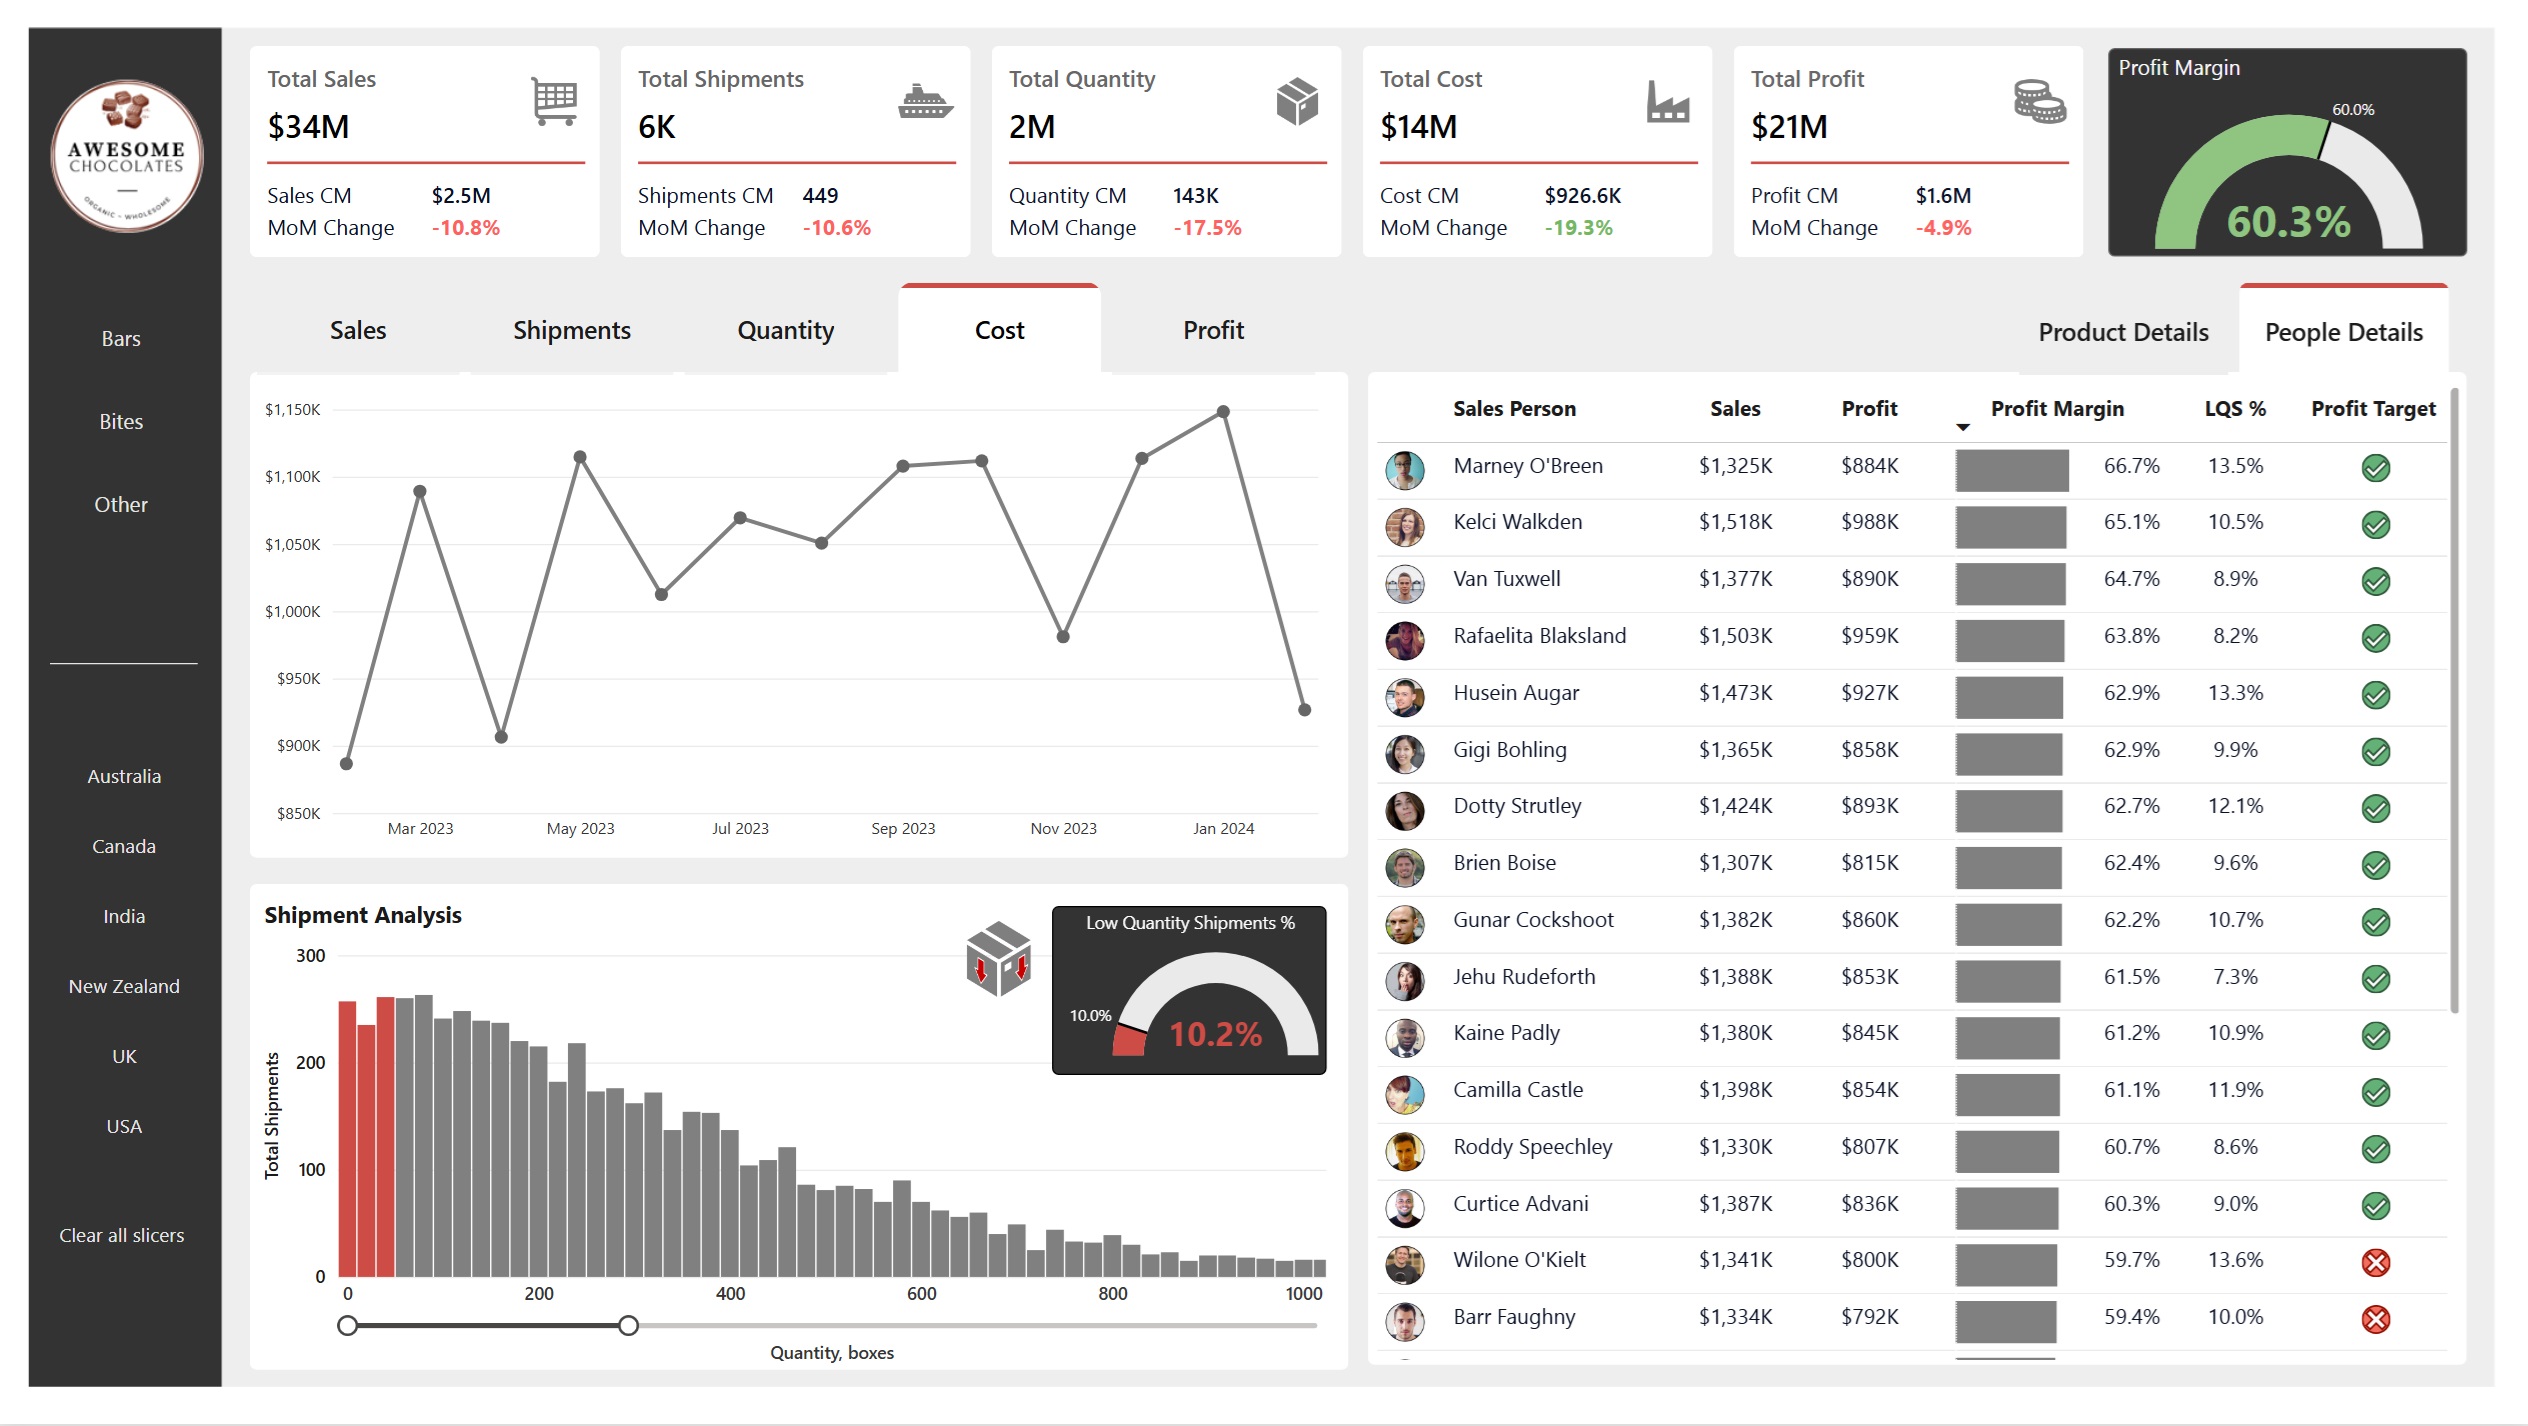 AWESOME
CHOCOLATES
ORGANIC - WHOLESOME
Bars
Bites
Other
Australia
Canada
India
New Zealand
UK
USA
Clear all slicers
Total Sales
$34M
Sales CM $2.5M
MoM Change -10.8%
Total Shipments
6K
Shipments CM 449
MoM Change -10.6%
Total Quantity
2M
Quantity CM 143K
MoM Change -17.5%
Total Cost
$14M
Cost CM $926.6K
MoM Change -19.3%
Total Profit
$21M
Profit CM $1.6M
MoM Change -4.9%
Profit Margin
60.0%
60.3%
Sales Shipments Quantity Cost Profit
Product Details People Details
$1,150K
$1,100K
$1,050K
$1,000K
$950K
$900K
$850K
Mar 2023 May 2023 Jul 2023 Sep 2023 Nov 2023 Jan 2024
Shipment Analysis
Low Quantity Shipments %
10.0%
10.2%
Total Shipments
300
200
100
0
0 200 400 600 800 1000
Quantity, boxes
Sales Person Sales Profit Profit Margin LQS % Profit Target
Marney O'Breen $1,325K $884K 66.7% 13.5%
Kelci Walkden $1,518K $988K 65.1% 10.5%
Van Tuxwell $1,377K $890K 64.7% 8.9%
Rafaelita Blaksland $1,503K $959K 63.8% 8.2%
Husein Augar $1,473K $927K 62.9% 13.3%
Gigi Bohling $1,365K $858K 62.9% 9.9%
Dotty Strutley $1,424K $893K 62.7% 12.1%
Brien Boise $1,307K $815K 62.4% 9.6%
Gunar Cockshoot $1,382K $860K 62.2% 10.7%
Jehu Rudeforth $1,388K $853K 61.5% 7.3%
Kaine Padly $1,380K $845K 61.2% 10.9%
Camilla Castle $1,398K $854K 61.1% 11.9%
Roddy Speechley $1,330K $807K 60.7% 8.6%
Curtice Advani $1,387K $836K 60.3% 9.0%
Wilone O'Kielt $1,341K $800K 59.7% 13.6%
Barr Faughny $1,334K $792K 59.4% 10.0%